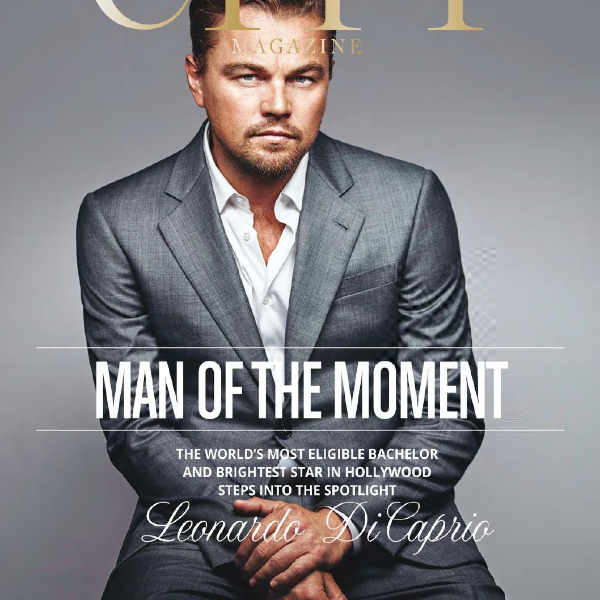 MAGAZINE
MAN OF THE MOMENT
THE WORLD'S MOST ELIGIBLE BACHELOR
AND BRIGHTEST STAR IN HOLLYWOOD
STEPS INTO THE SPOTLIGHT
Leonardo DiCaprio